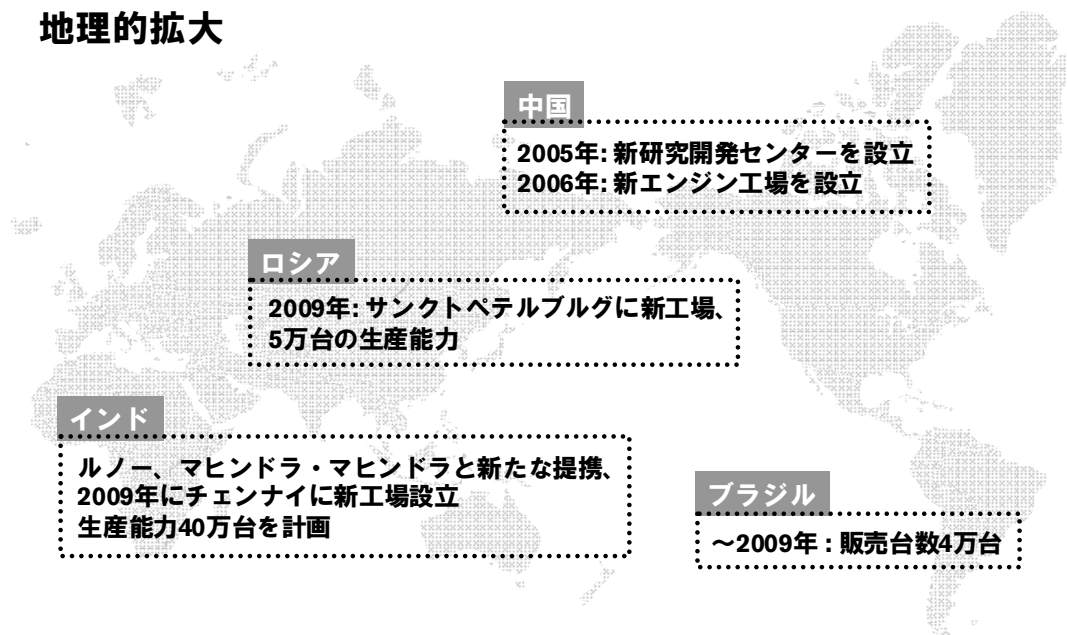 地理的拡大
中国
2005年: 新研究開発センターを設立
2006年: 新エンジン工場を設立
ロシア
2009年: サンクトペテルブルグに新工場、
5万台の生産能力
インド
ルノー、マヒンドラ・マヒンドラと新たな提携、
2009年にチェンナイに新工場設立
生産能力40万台を計画
ブラジル
～2009年 : 販売台数4万台